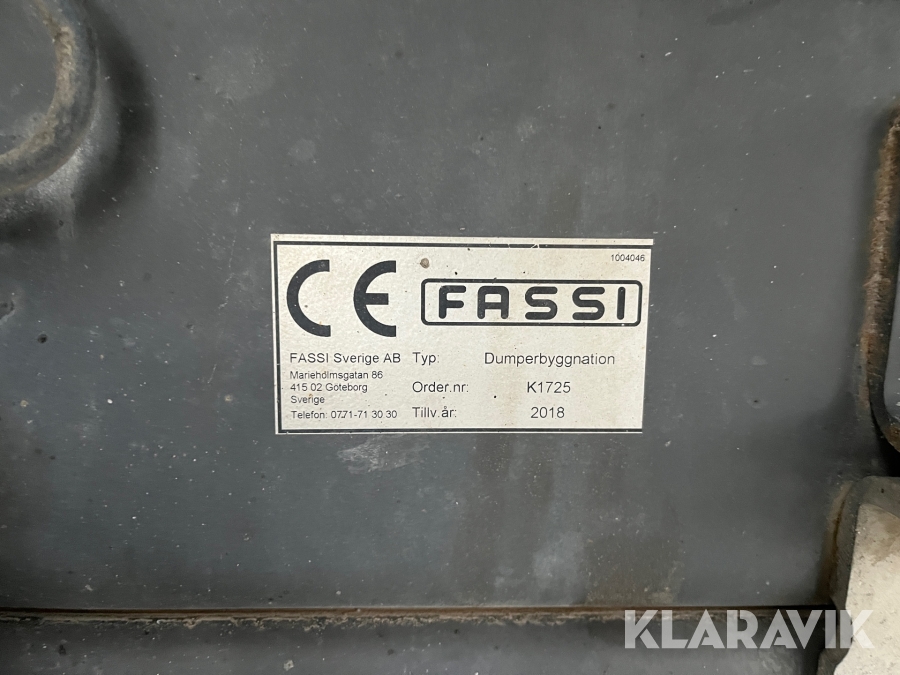 1004046
CE FASSI
FASSI Sverige AB
Marieholmsgatan 86
415 02 Göteborg
Sverige
Telefon: 0771-71 30 30
Typ: Dumperbyggnation
Order.nr: K1725
Tillv.år: 2018
KLARAVIK